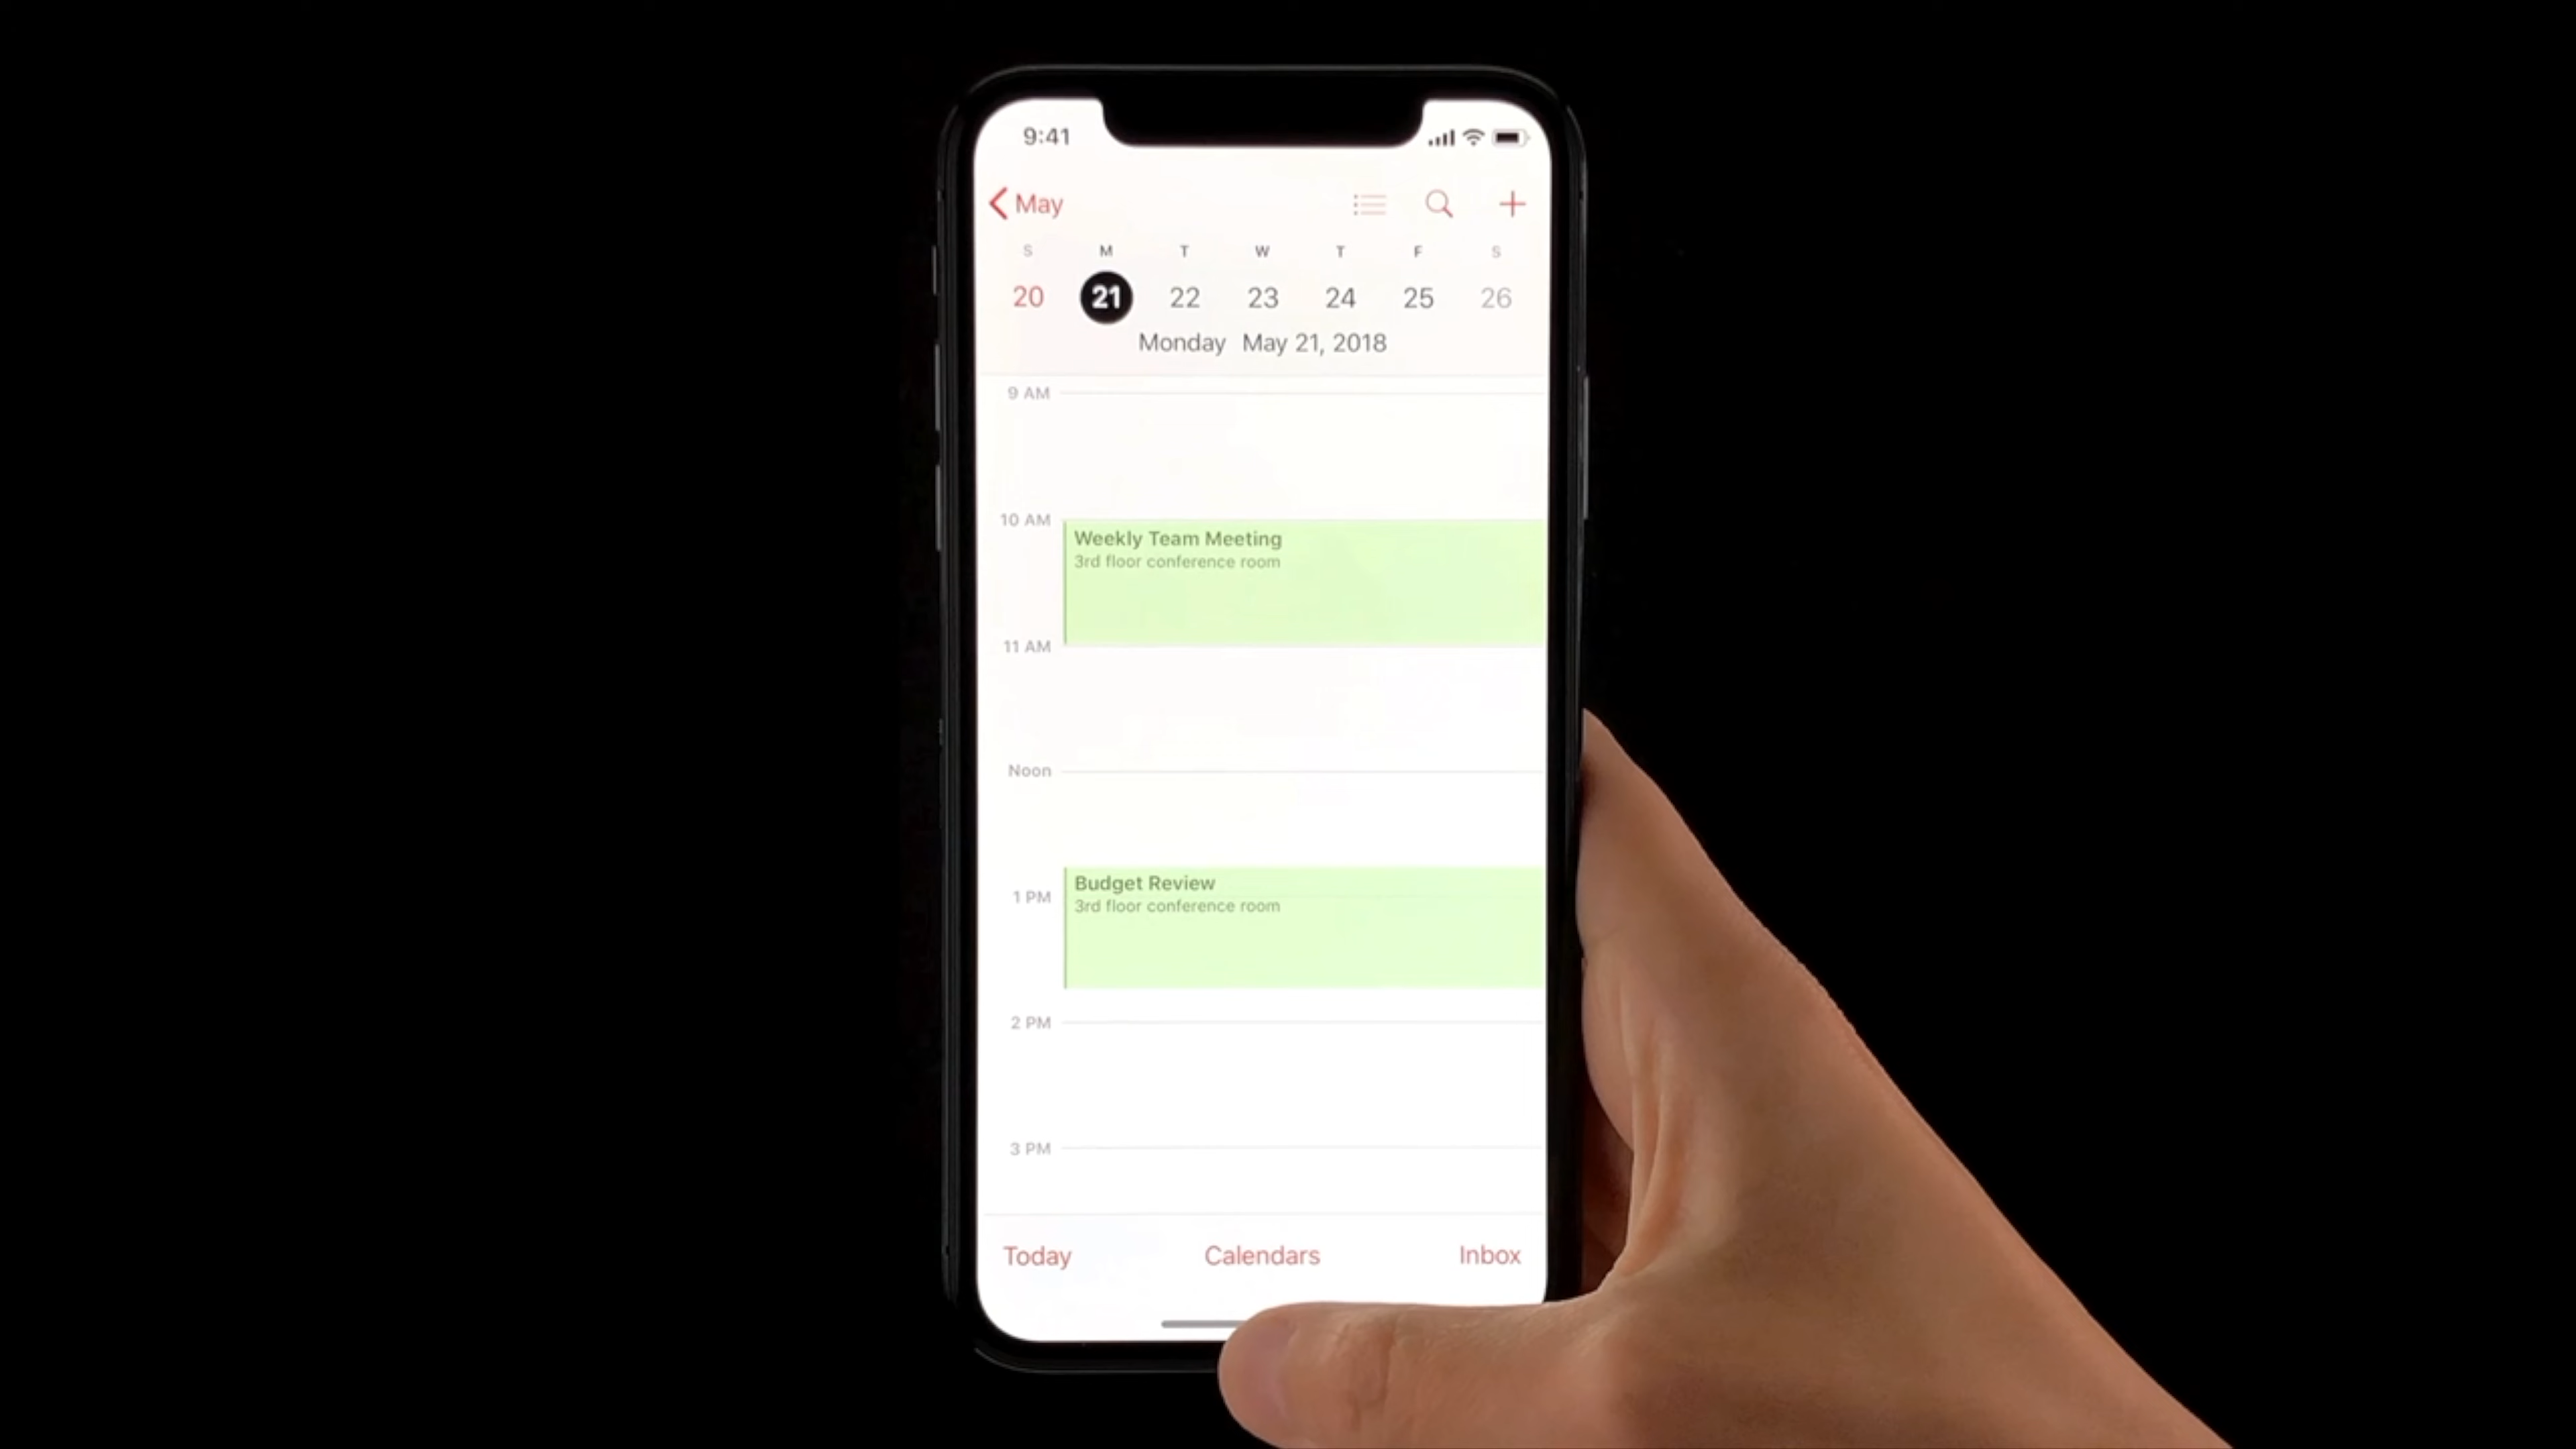 9:41
May
S M T W T F S
20 21 22 23 24 25 26
Monday May 21, 2018
9 AM
10 AM
Weekly Team Meeting
3rd floor conference room
11 AM
Noon
Budget Review
1 PM
3rd floor conference room
2 PM
3 PM
Today Calendars Inbox